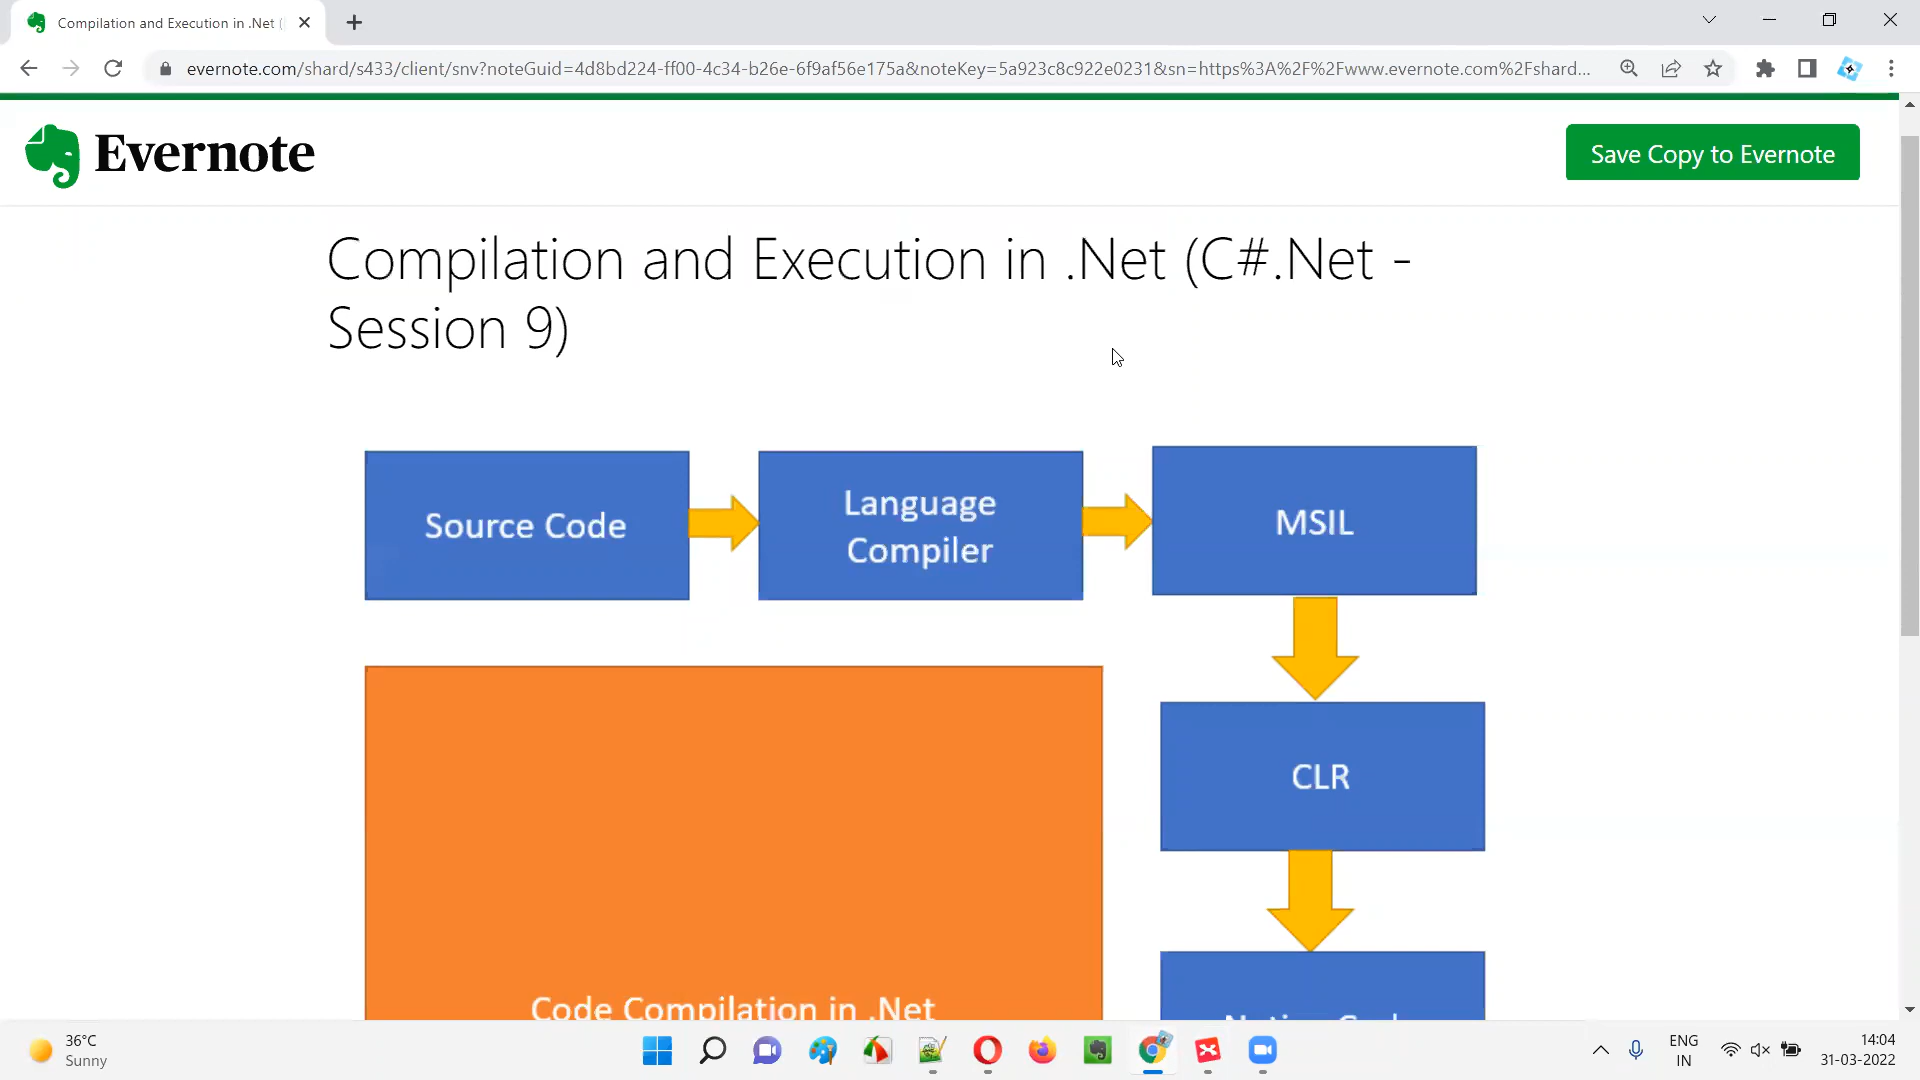 Compilation and Execution in .Net (
evernote.com/shard/s433/client/snv?noteGuid=4d8bd224-ff00-4c34-b26e-6f9af56e175a&noteKey=5a923c8c922e0231&sn=https%3A%2F%2Fwww.evernote.com%2Fshard...
Evernote
Save Copy to Evernote
Compilation and Execution in .Net (C#.Net -
Session 9)
Source Code
Language
Compiler
MSIL
CLR
Code Compilation in .Net
Native Code
36°C
Sunny
ENG
IN
14:04
31-03-2022